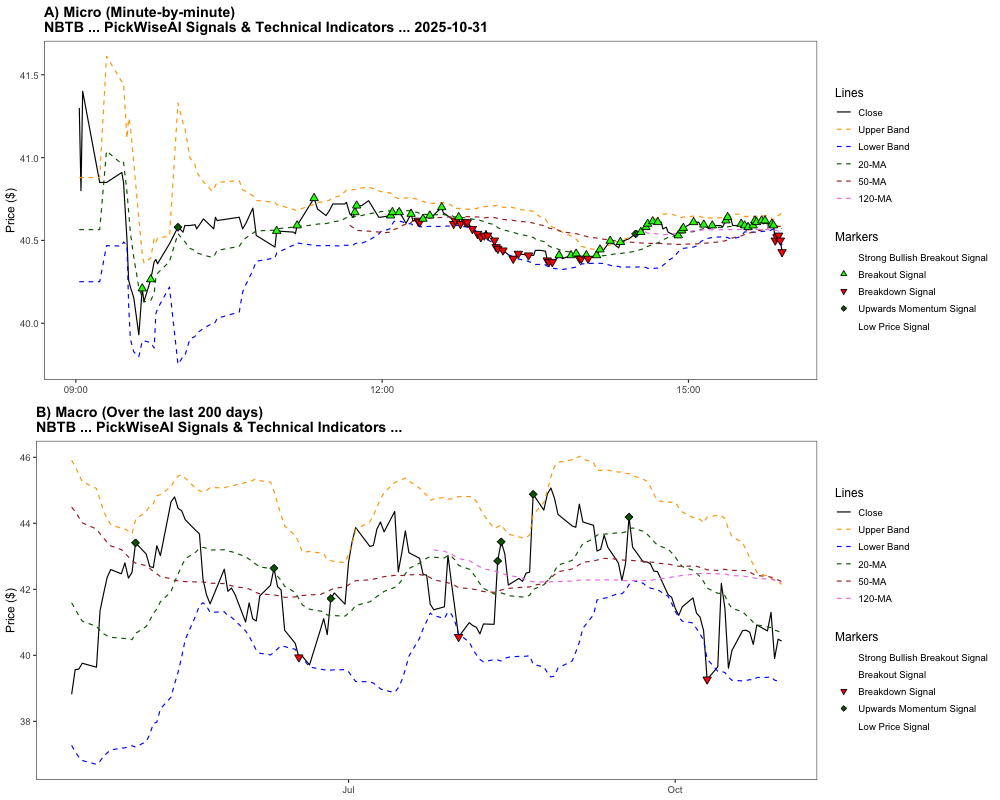 A) Micro (Minute-by-minute)
NBTB ... PickWiseAI Signals & Technical Indicators ... 2025-10-31
Price ($)
41.5
41.0
40.5
40.0
09:00
12:00
15:00
Lines
Close
Upper Band
Lower Band
20-MA
50-MA
120-MA
Markers
Strong Bullish Breakout Signal
Breakout Signal
Breakdown Signal
Upwards Momentum Signal
Low Price Signal
B) Macro (Over the last 200 days)
NBTB ... PickWiseAI Signals & Technical Indicators ...
Price ($)
46
44
42
40
38
Jul
Oct
Lines
Close
Upper Band
Lower Band
20-MA
50-MA
120-MA
Markers
Strong Bullish Breakout Signal
Breakout Signal
Breakdown Signal
Upwards Momentum Signal
Low Price Signal